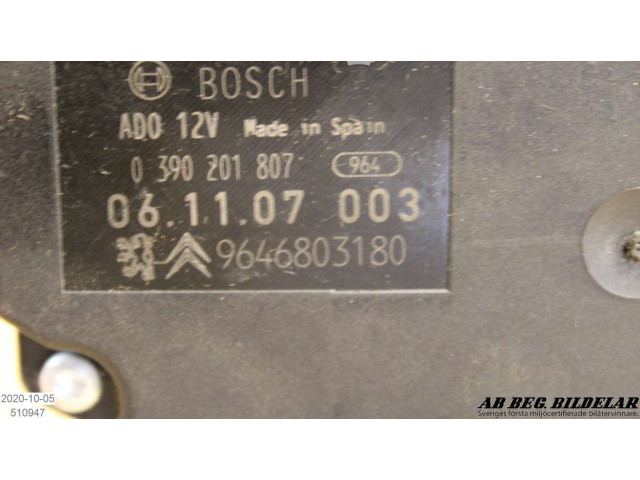 BOSCH
ADO 12V Made in Spain
0 390 201 807 964
06.11.07 003
9646803180
2020-10-05
510947
AB BEG. BILDELAR
Sveriges första miljöcertifierade bilåtervinnare.